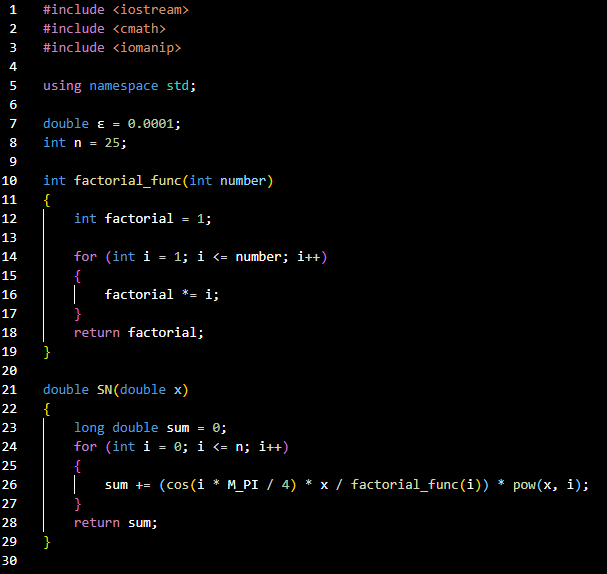 1 #include <iostream>
2 #include <cmath>
3 #include <iomanip>
4
5 using namespace std;
6
7 double ε = 0.0001;
8 int n = 25;
9
10 int factorial_func(int number)
11 {
12     int factorial = 1;
13
14     for (int i = 1; i <= number; i++)
15     {
16         factorial *= i;
17     }
18     return factorial;
19 }
20
21 double SN(double x)
22 {
23     long double sum = 0;
24     for (int i = 0; i <= n; i++)
25     {
26         sum += (cos(i * M_PI / 4) * x / factorial_func(i)) * pow(x, i);
27     }
28     return sum;
29 }
30